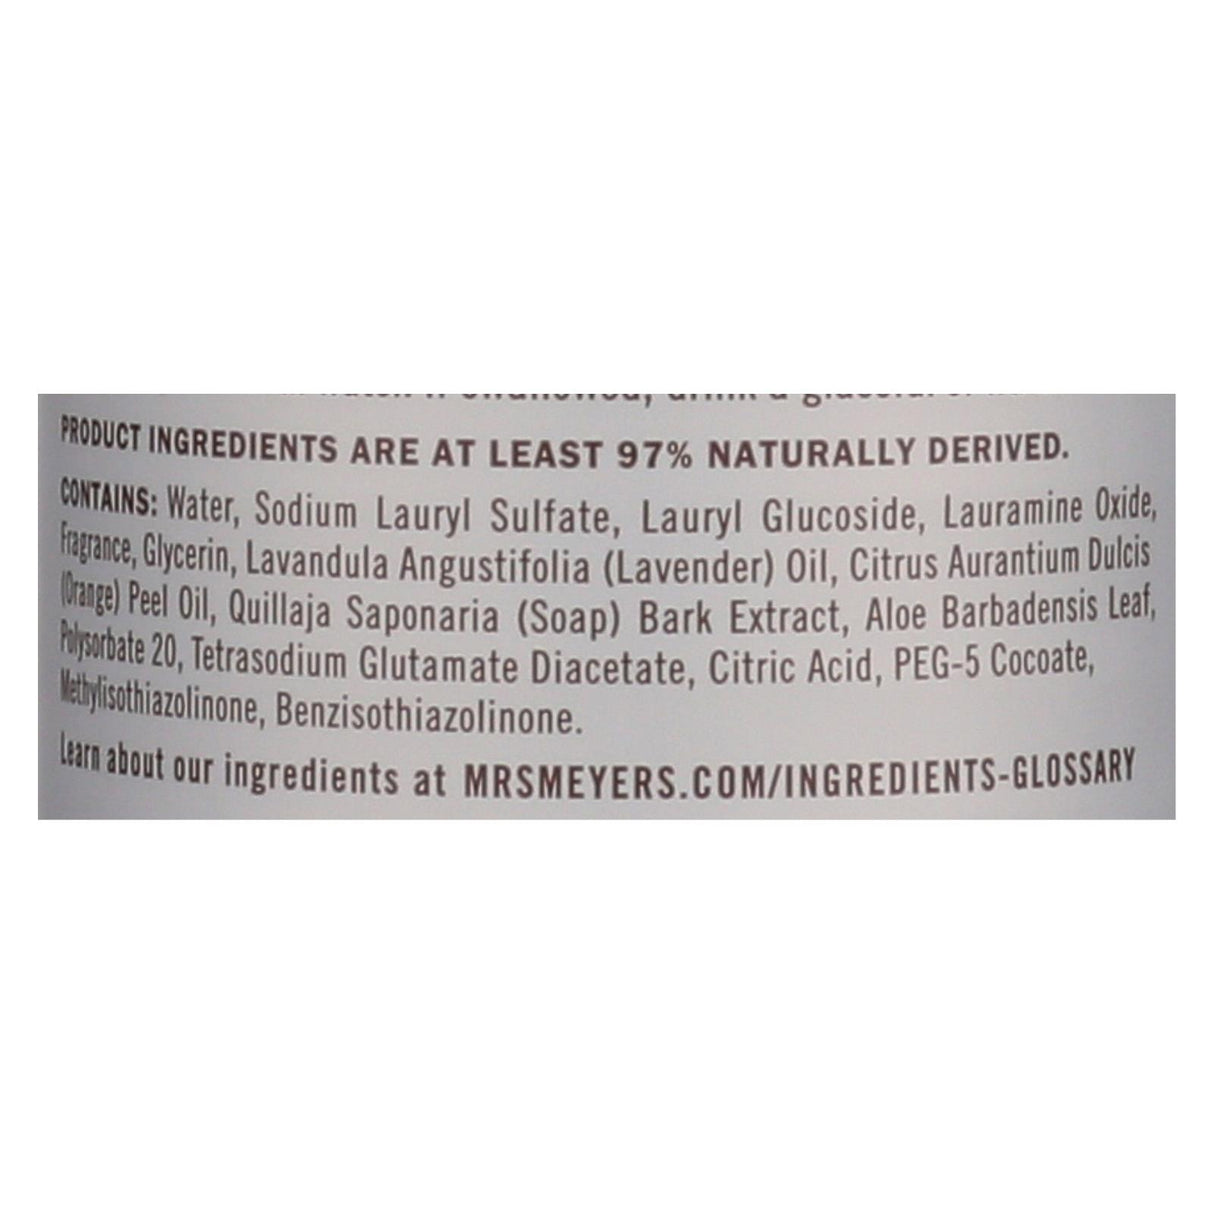 swallowed, drink a
PRODUCT INGREDIENTS ARE AT LEAST 97% NATURALLY DERIVED.
CONTAINS: Water, Sodium Lauryl Sulfate, Lauryl Glucoside, Lauramine Oxide,
Fragrance, Glycerin, Lavandula Angustifolia (Lavender) Oil, Citrus Aurantium Dulcis
(Orange) Peel Oil, Quillaja Saponaria (Soap) Bark Extract, Aloe Barbadensis Leaf,
Polysorbate 20, Tetrasodium Glutamate Diacetate, Citric Acid, PEG-5 Cocoate,
Methylisothiazolinone, Benzisothiazolinone.
Learn about our ingredients at MRSMEYERS.COM/INGREDIENTS-GLOSSARY